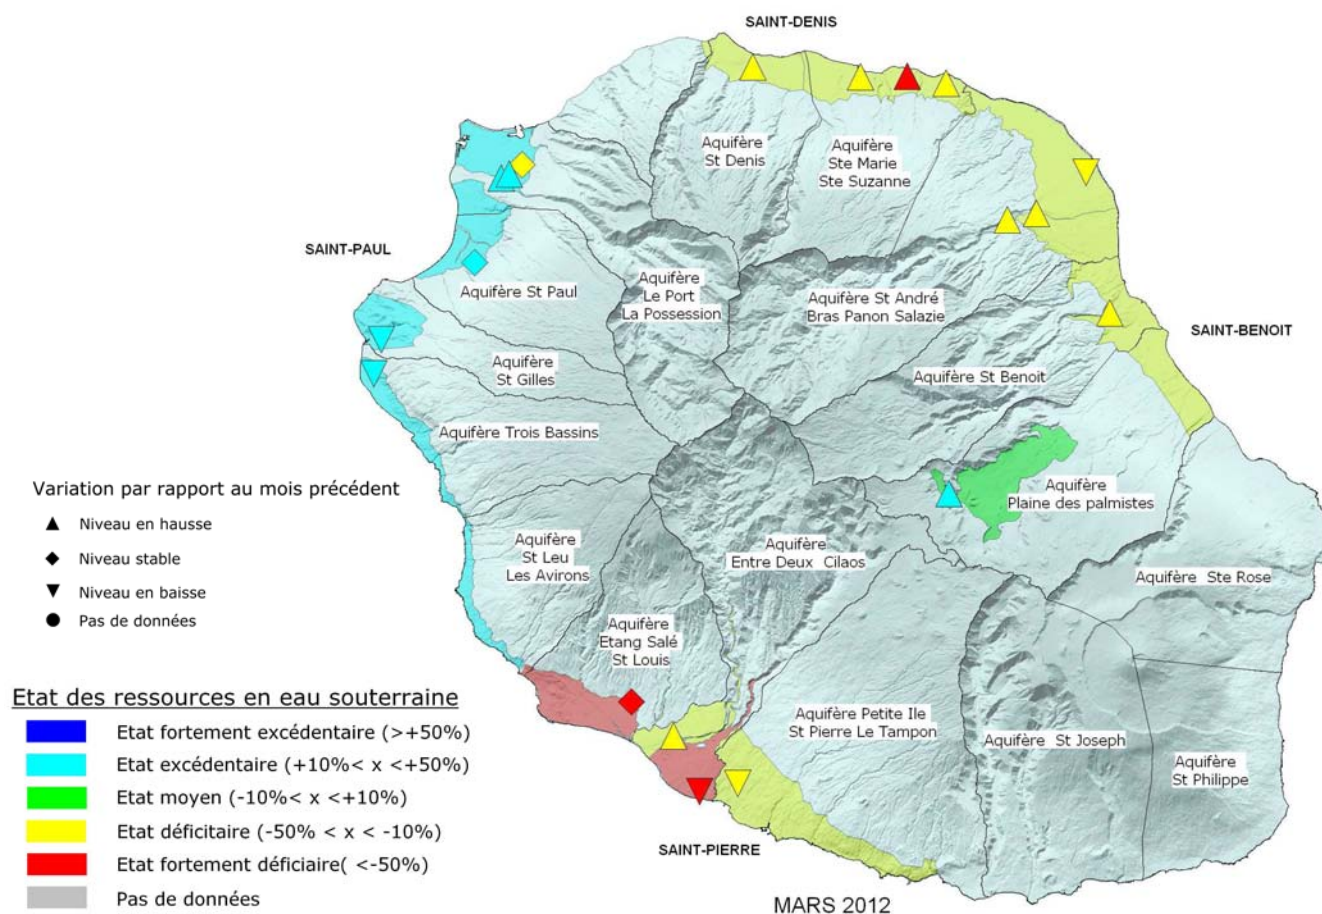 SAINT-DENIS
Aquifère
St Denis
Aquifère
Ste Marie
Ste Suzanne
SAINT-PAUL
Aquifère St Paul
Aquifère
Le Port
La Possession
Aquifère St André
Bras Panon Salazie
SAINT-BENOIT
Aquifère
St Gilles
Aquifère St Benoit
Aquifère Trois Bassins
Aquifère
Plaine des palmistes
Aquifère
St Leu
Les Avirons
Aquifère
Entre Deux Cilaos
Aquifère Ste Rose
Aquifère
Etang Salé
St Louis
Aquifère Petite Ile
St Pierre Le Tampon
Aquifère St Joseph
Aquifère
St Philippe
SAINT-PIERRE
MARS 2012
Variation par rapport au mois précédent
Niveau en hausse
Niveau stable
Niveau en baisse
Pas de données
Etat des ressources en eau souterraine
Etat fortement excédentaire (>+50%)
Etat excédentaire (+10%< x <+50%)
Etat moyen (-10%< x <+10%)
Etat déficitaire (-50% < x < -10%)
Etat fortement déficiaire( <-50%)
Pas de données